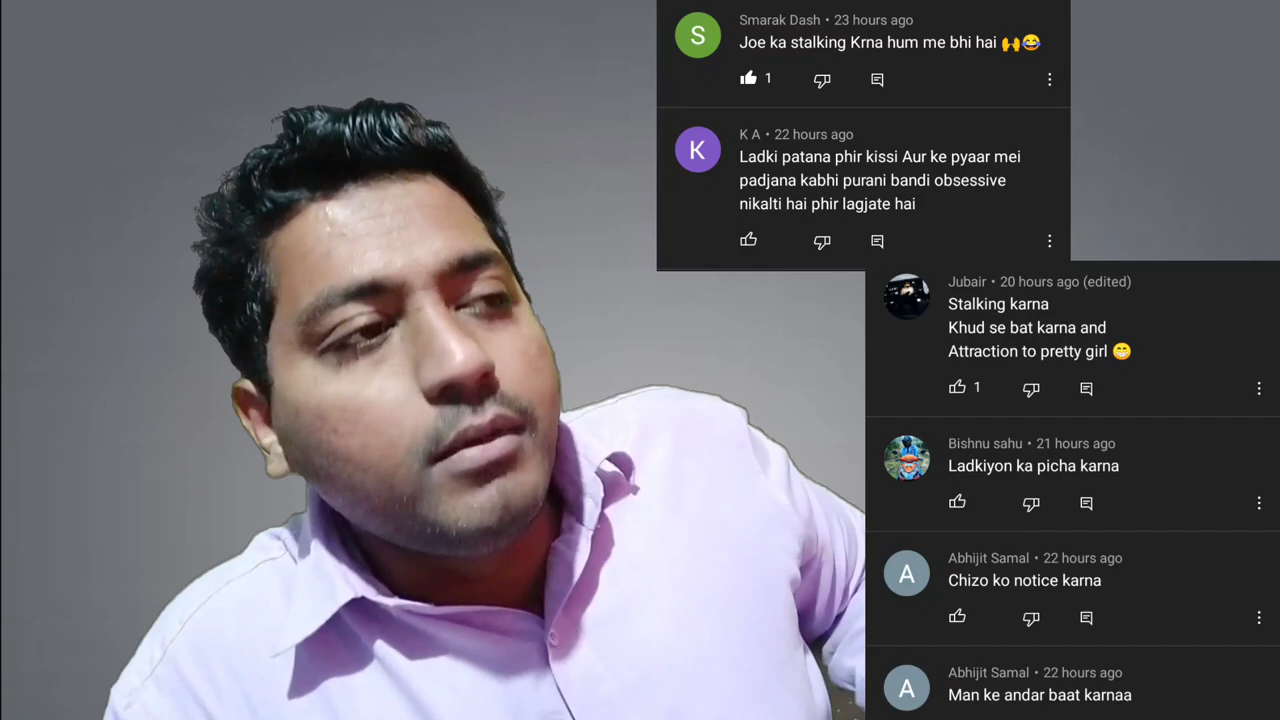 S
Smarak Dash • 23 hours ago
Joe ka stalking Krna hum me bhi hai 🙌😂
1
K
K A • 22 hours ago
Ladki patana phir kissi Aur ke pyaar mei
padjana kabhi purani bandi obsessive
nikalti hai phir lagjate hai
Jubair • 20 hours ago (edited)
Stalking karna
Khud se bat karna and
Attraction to pretty girl 😁
1
Bishnu sahu • 21 hours ago
Ladkiyon ka picha karna
A
Abhijit Samal • 22 hours ago
Chizo ko notice karna
A
Abhijit Samal • 22 hours ago
Man ke andar baat karnaa